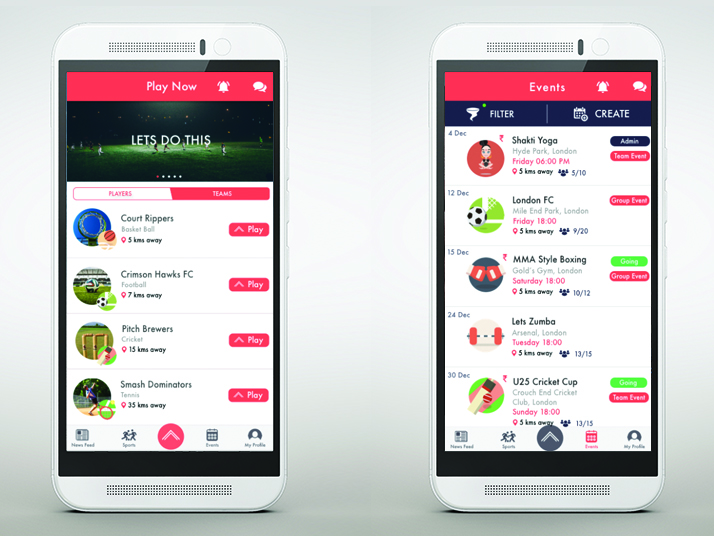 Play Now
LETS DO THIS
PLAYERS
TEAMS
Court Rippers
Basket Ball
5 kms away
Play
Crimson Hawks FC
Football
7 kms away
Play
Pitch Brewers
Cricket
15 kms away
Play
Smash Dominators
Tennis
35 kms away
Play
News Feed
Sports
Events
My Profile
Events
FILTER
CREATE
4 Dec
₹
Shakti Yoga
Hyde Park, London
Friday 06:00 PM
5 kms away
5/10
Admin
Team Event
12 Dec
London FC
Mile End Park, London
Friday 18:00
5 kms away
9/20
Group Event
15 Dec
₹
MMA Style Boxing
Gold's Gym, London
Saturday 18:00
5 kms away
10/12
Going
Group Event
24 Dec
Lets Zumba
Arsenal, London
Tuesday 18:00
5 kms away
13/15
30 Dec
₹
U25 Cricket Cup
Crouch End Cricket
Club, London
Sunday 18:00
5 kms away
13/15
Going
Team Event
News Feed
Sports
Events
My Profile